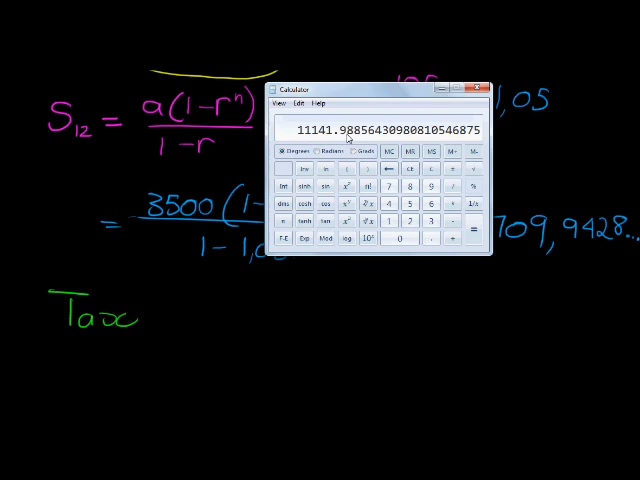 1,05
S12 = a(1-r^n) / 1-r
Calculator
View Edit Help
11141.988564309808105468 75
Degrees Radians Grads MC MR MS M+ M-
Inv ln ( ) ← CE C ± √
Int sinh sin x² n! 7 8 9 / %
dms cosh cos 4 5 6 * 1/x
π tanh tan 1 2 3 - =
F-E Exp Mod log 10ˣ 0 , +
= 3500(1- / 1-1,0 709,9428...
Tax